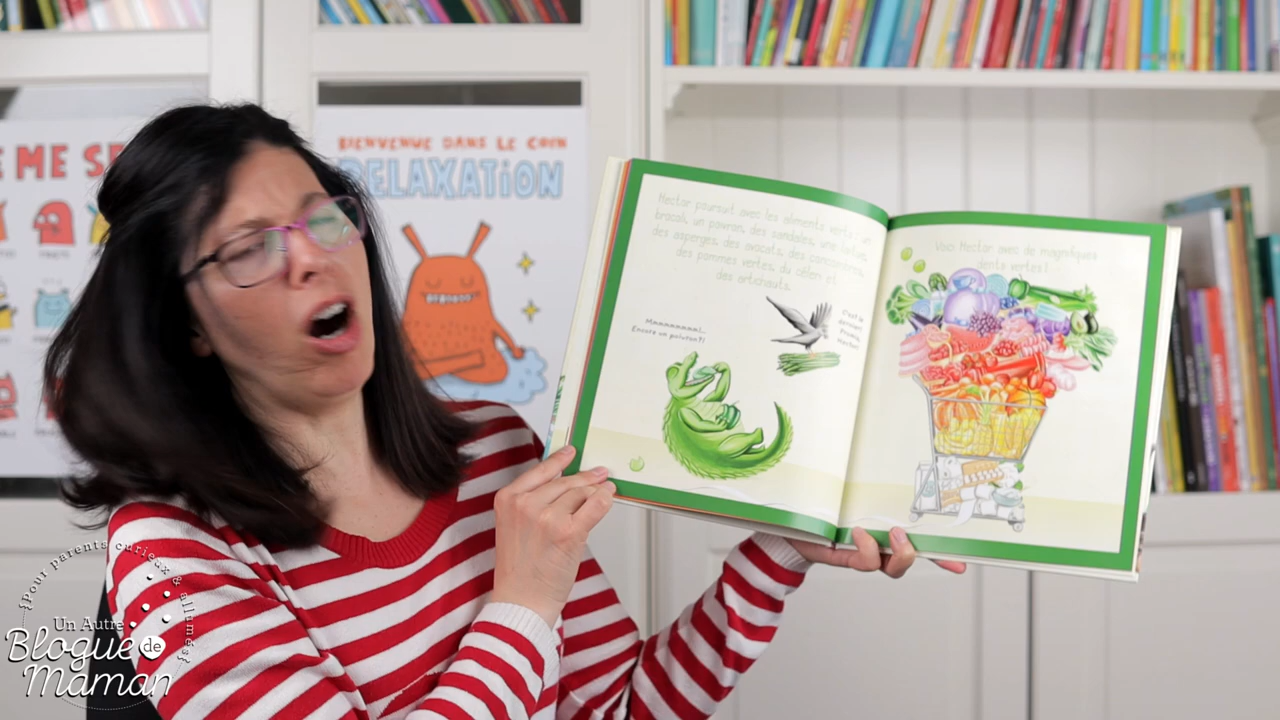 E ME SE
BIENVENUE DANS LE COIN
RELAXATION
Hector poursuit avec les aliments verts : un
brocoli, un poivron, des sandales, une laitue,
des asperges, des avocats, des concombres,
des pommes vertes, du céleri et
des artichauts.
Mmmmmmmm!...
Encore un poivron?!
C'est le
dernier.
Promis,
Hector!
Voici Hector avec de magnifiques
dents vertes!
Pour parents curieux & allumés!
Un Autre
Blogue de
Maman